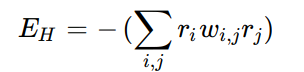 $E_H = -(\sum_{i,j} r_i w_{i,j} r_j)$